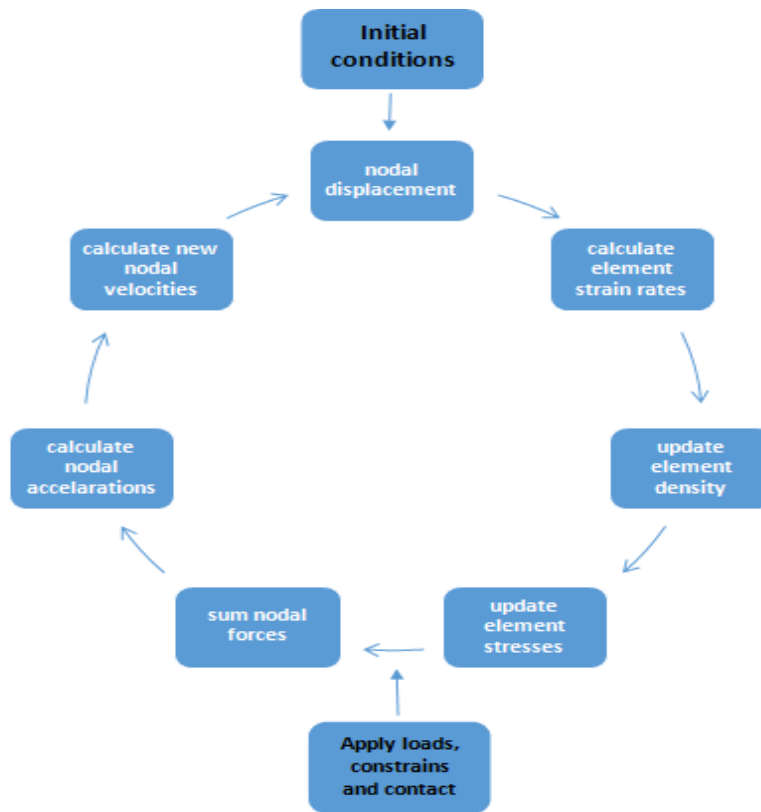 Initial
conditions
nodal
displacement
calculate element
strain rates
update
element
density
update
element
stresses
Apply loads,
constrains
and contact
sum nodal
forces
calculate
nodal
accelarations
calculate new
nodal
velocities